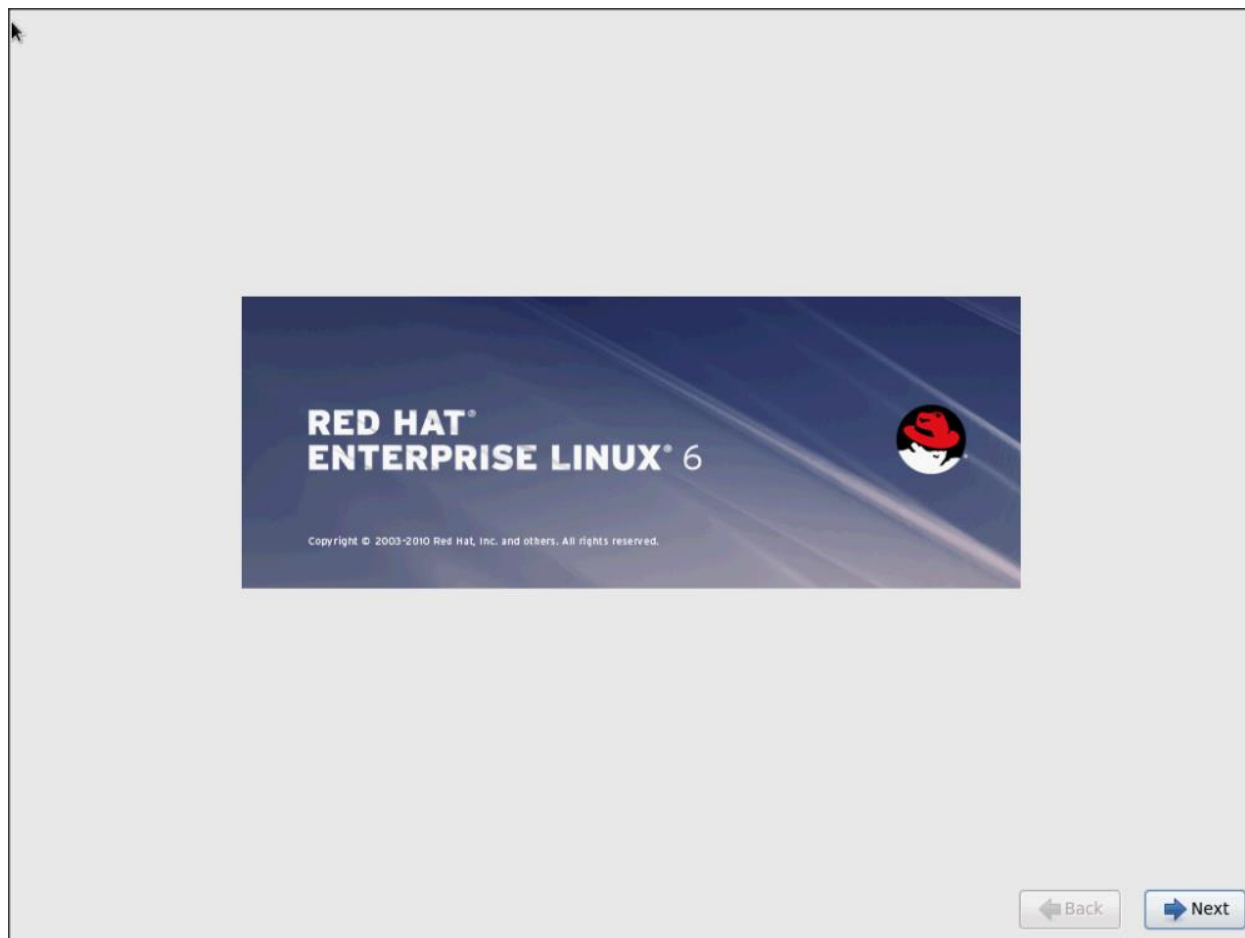 RED HAT®
ENTERPRISE LINUX® 6
Copyright © 2003-2010 Red Hat, Inc. and others. All rights reserved.
Back
Next